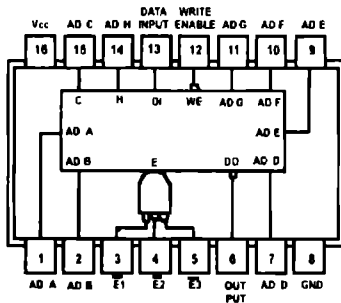 DATA WRITE
Vcc AD C AD H INPUT ENABLE AD G AD F AD E
16 15 14 13 12 11 10 9
C H DI WE AD G AD F
AD A AD E
AD B E DO AD D
1 2 3 4 5 6 7 8
AD A AD B E1 E2 E3 OUT AD D GND
PUT